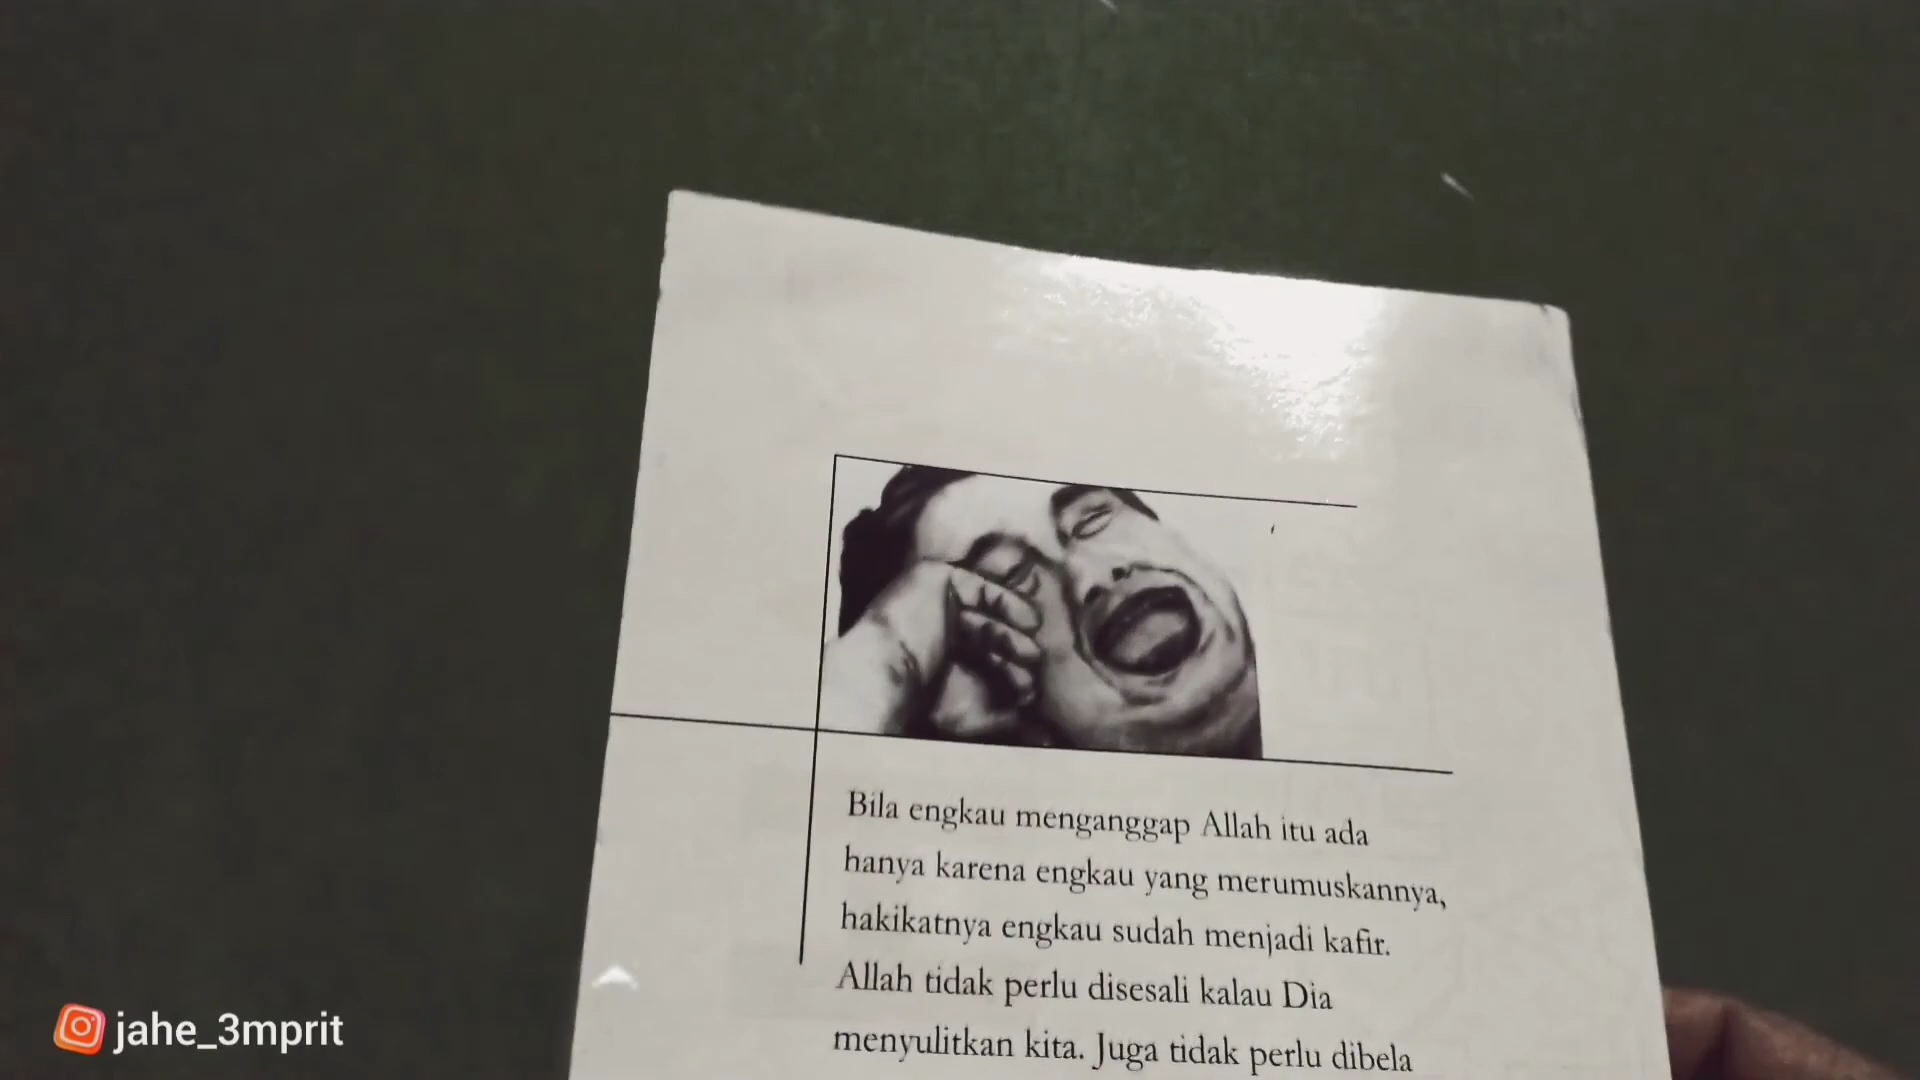 Bila engkau menganggap Allah itu ada
hanya karena engkau yang merumuskannya,
hakikatnya engkau sudah menjadi kafir.
Allah tidak perlu disesali kalau Dia
menyulitkan kita. Juga tidak perlu dibela
jahe_3mprit